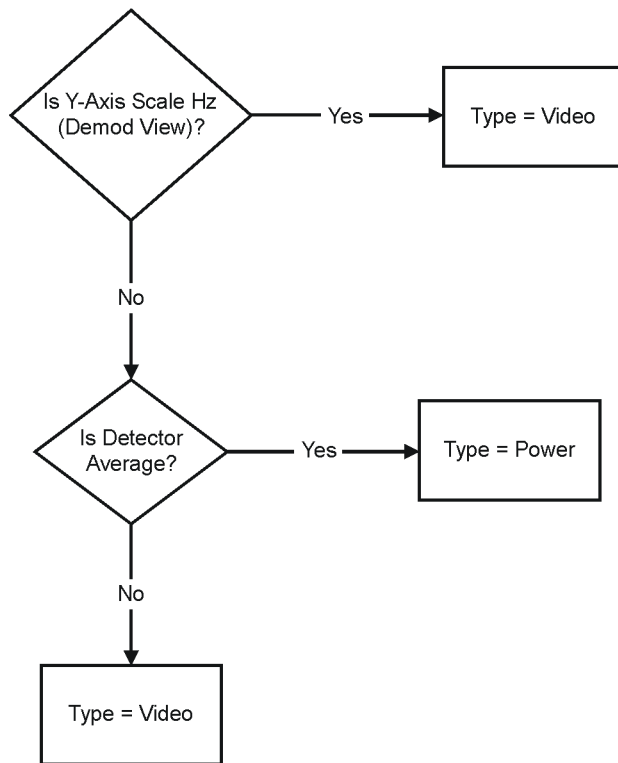 Is Y-Axis Scale Hz
(Demod View)?
Yes
Type = Video
No
Is Detector
Average?
Yes
Type = Power
No
Type = Video